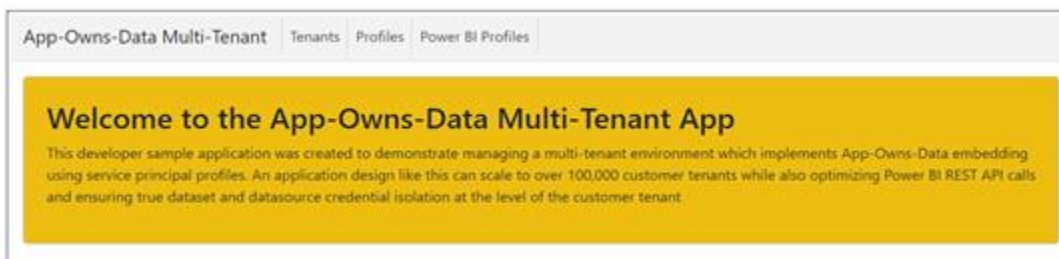 App-Owns-Data Multi-Tenant Tenants Profiles Power BI Profiles
Welcome to the App-Owns-Data Multi-Tenant App
This developer sample application was created to demonstrate managing a multi-tenant environment which implements App-Owns-Data embedding
using service principal profiles. An application design like this can scale to over 100,000 customer tenants while also optimizing Power BI REST API calls
and ensuring true dataset and datasource credential isolation at the level of the customer tenant